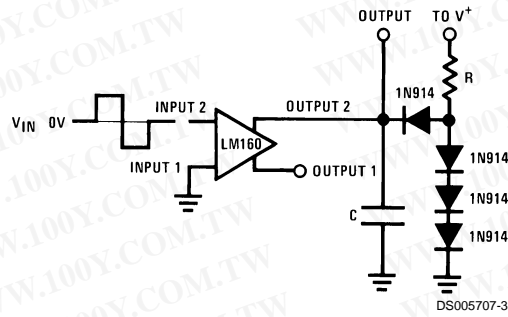 OUTPUT
TO V+
R
1N914
INPUT 2
OUTPUT 2
VIN 0V
LM160
1N914
INPUT 1
OUTPUT 1
1N914
C
1N914
DS005707-3
WWW.100Y.COM.TW